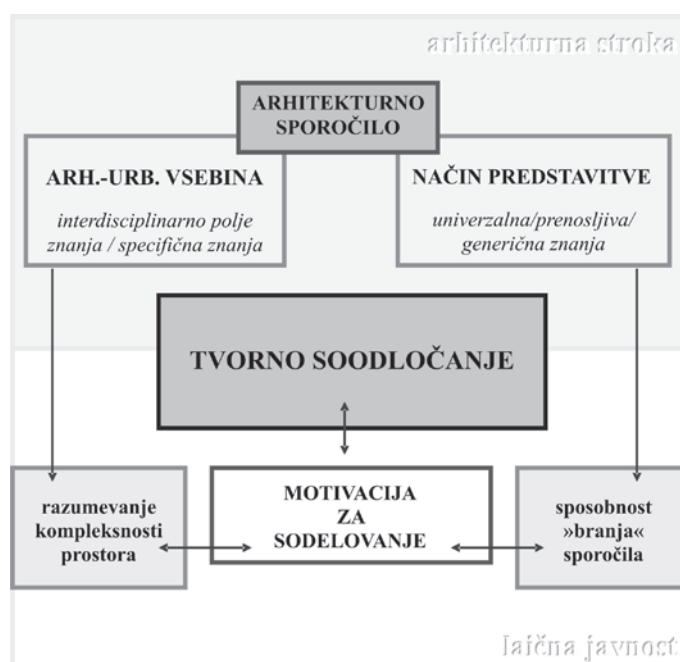 arhitekturna stroka
ARHITEKTURNO
SPOROČILO
ARH.-URB. VSEBINA
interdisciplinarno polje
znanja / specifična znanja
NAČIN PREDSTAVITVE
univerzalna/prenosljiva/
generična znanja
TVORNO SOODLOČANJE
razumevanje
kompleksnosti
prostora
MOTIVACIJA
ZA
SODELOVANJE
sposobnost
»branja«
sporočila
laična javnost